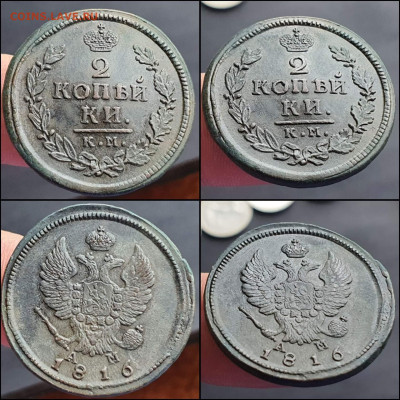 COINS.LAVE.RU
2
КОПѢЙ
КИ.
К.М.
2
КОПѢЙ
КИ.
К.М.
А М
1816
А М
1816